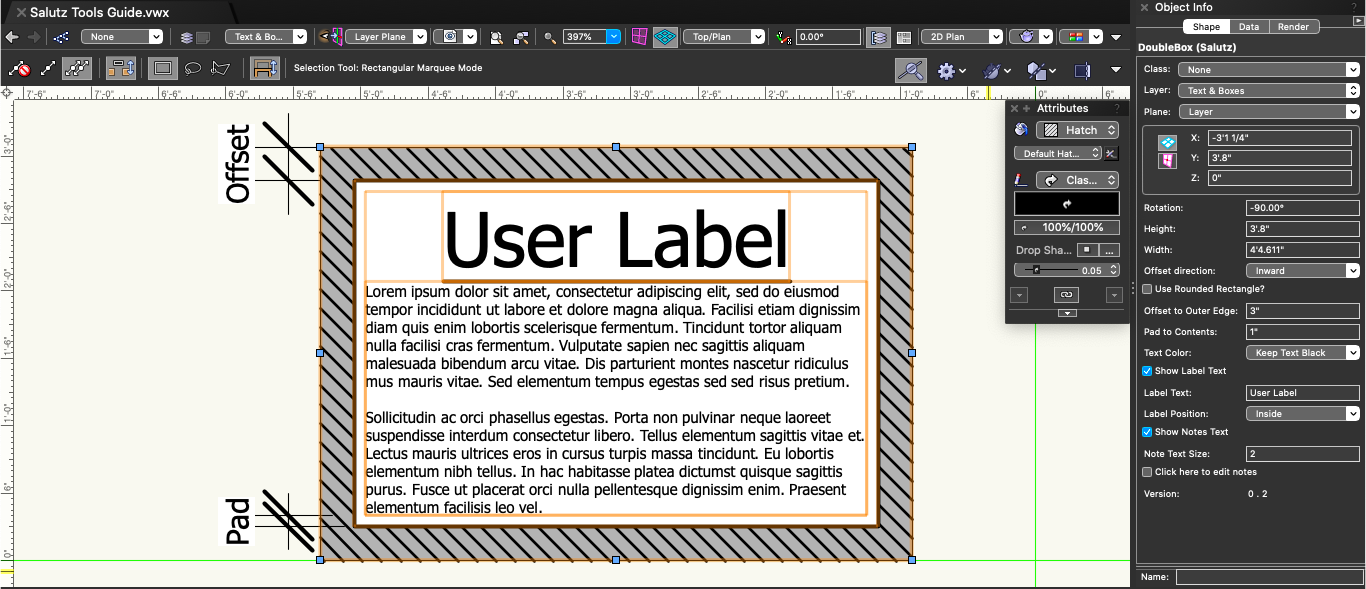 Salutz Tools Guide.vwx
None
Text & Bo...
Layer Plane
397%
Top/Plan
0.00°
2D Plan
Selection Tool: Rectangular Marquee Mode
7'-6" 7'-0" 6'-6" 6'-0" 5'-6" 5'-0" 4'-6" 4'-0" 3'-6" 3'-0" 2'-6" 2'-0" 1'-6" 1'-0" 6" 0" 6"
3'-0"
2'-6"
2'-0"
1'-6"
1'-0"
6"
0"
Offset
Pad
User Label
Lorem ipsum dolor sit amet, consectetur adipiscing elit, sed do eiusmod
tempor incididunt ut labore et dolore magna aliqua. Facilisi etiam dignissim
diam quis enim lobortis scelerisque fermentum. Tincidunt tortor aliquam
nulla facilisi cras fermentum. Vulputate sapien nec sagittis aliquam
malesuada bibendum arcu vitae. Dis parturient montes nascetur ridiculus
mus mauris vitae. Sed elementum tempus egestas sed sed risus pretium.
Sollicitudin ac orci phasellus egestas. Porta non pulvinar neque laoreet
suspendisse interdum consectetur libero. Tellus elementum sagittis vitae et.
Lectus mauris ultrices eros in cursus turpis massa tincidunt. Eu lobortis
elementum nibh tellus. In hac habitasse platea dictumst quisque sagittis
purus. Fusce ut placerat orci nulla pellentesque dignissim enim. Praesent
elementum facilisis leo vel.
Attributes ?
Hatch
Default Hat...
Clas...
100%/100%
Drop Sha... ...
0.05
Object Info ?
Shape Data Render
DoubleBox (Salutz)
Class: None
Layer: Text & Boxes
Plane: Layer
X: -3'1 1/4"
Y: 3'.8"
Z: 0"
Rotation: -90.00°
Height: 3'.8"
Width: 4'4.611"
Offset direction: Inward
Use Rounded Rectangle?
Offset to Outer Edge: 3"
Pad to Contents: 1"
Text Color: Keep Text Black
Show Label Text
Label Text: User Label
Label Position: Inside
Show Notes Text
Note Text Size: 2
Click here to edit notes
Version: 0 . 2
Name: